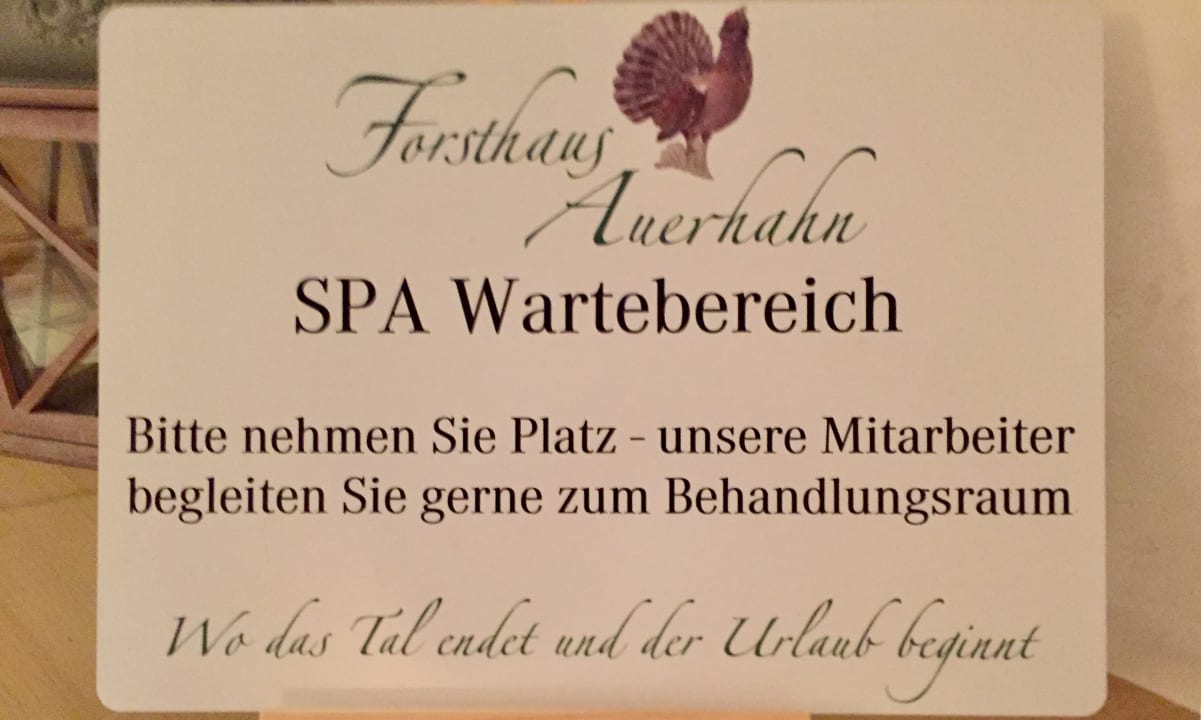 Forsthaus
Auerhahn
SPA Wartebereich
Bitte nehmen Sie Platz - unsere Mitarbeiter
begleiten Sie gerne zum Behandlungsraum
Wo das Tal endet und der Urlaub beginnt